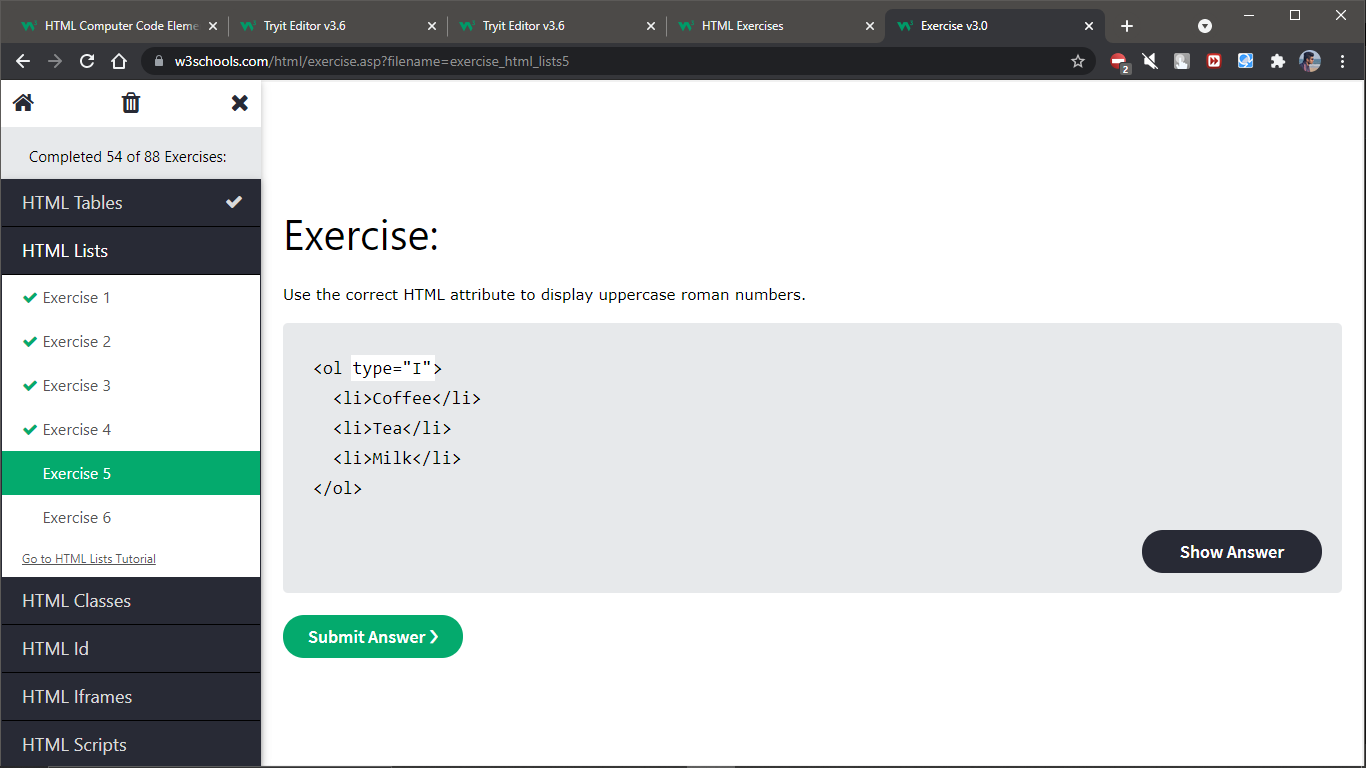 HTML Computer Code Eleme
Tryit Editor v3.6
Tryit Editor v3.6
HTML Exercises
Exercise v3.0
w3schools.com/html/exercise.asp?filename=exercise_html_lists5
2
Completed 54 of 88 Exercises:
HTML Tables
HTML Lists
Exercise 1
Exercise 2
Exercise 3
Exercise 4
Exercise 5
Exercise 6
Go to HTML Lists Tutorial
HTML Classes
HTML Id
HTML Iframes
HTML Scripts
Exercise:
Use the correct HTML attribute to display uppercase roman numbers.
<ol type="I">
<li>Coffee</li>
<li>Tea</li>
<li>Milk</li>
</ol>
Show Answer
Submit Answer ❯